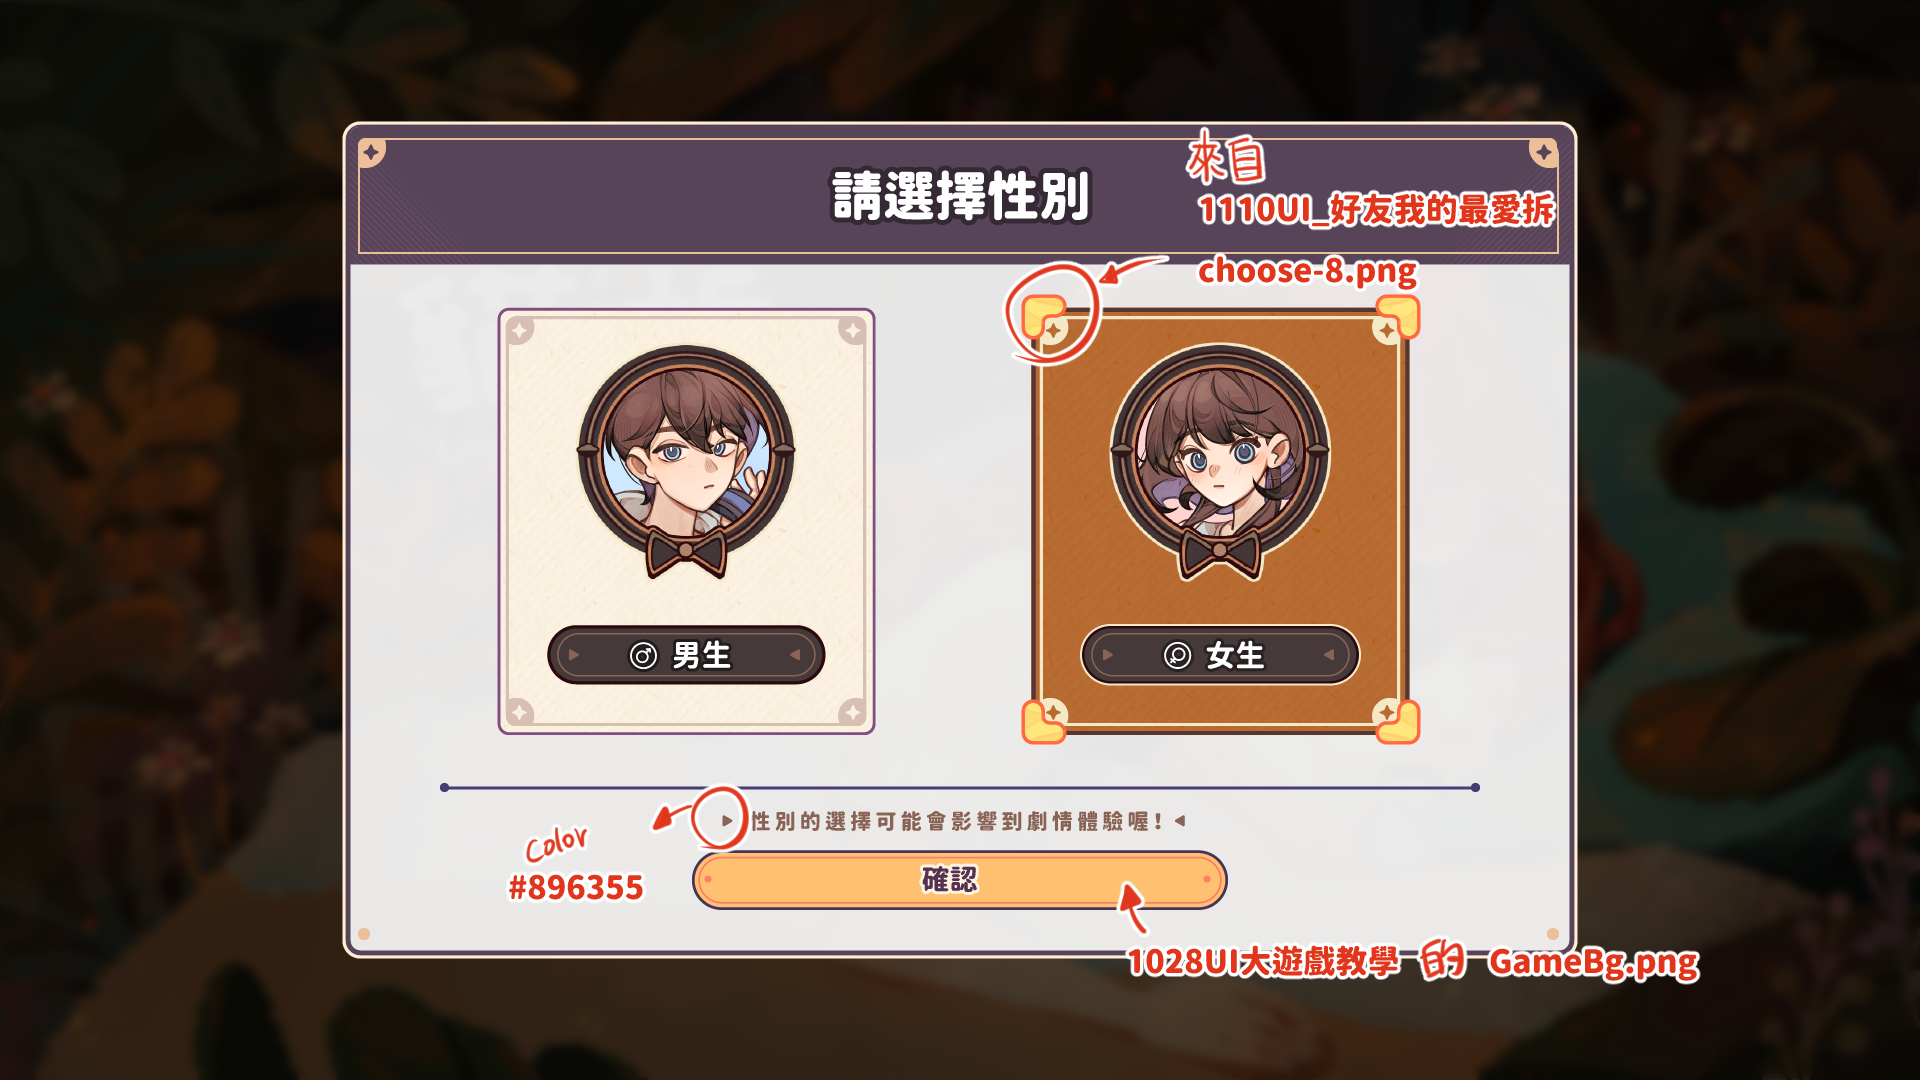 請選擇性別
來自
1110UI_好友我的最愛拆
choose-8.png
男生
女生
性別的選擇可能會影響到劇情體驗喔!
Color
#896355
確認
1028UI大遊戲教學 的 GameBg.png